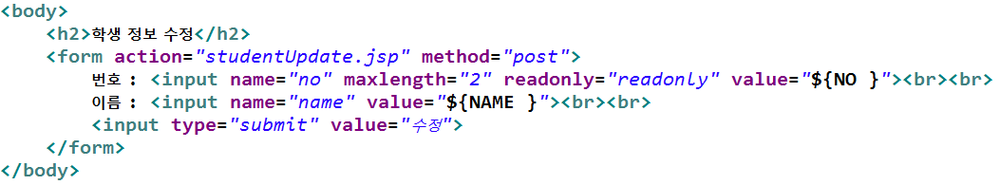 <body>
<h2>학생 정보 수정</h2>
<form action="studentUpdate.jsp" method="post">
번호 : <input name="no" maxlength="2" readonly="readonly" value="${NO }"><br><br>
이름 : <input name="name" value="${NAME }"><br><br>
<input type="submit" value="수정">
</form>
</body>